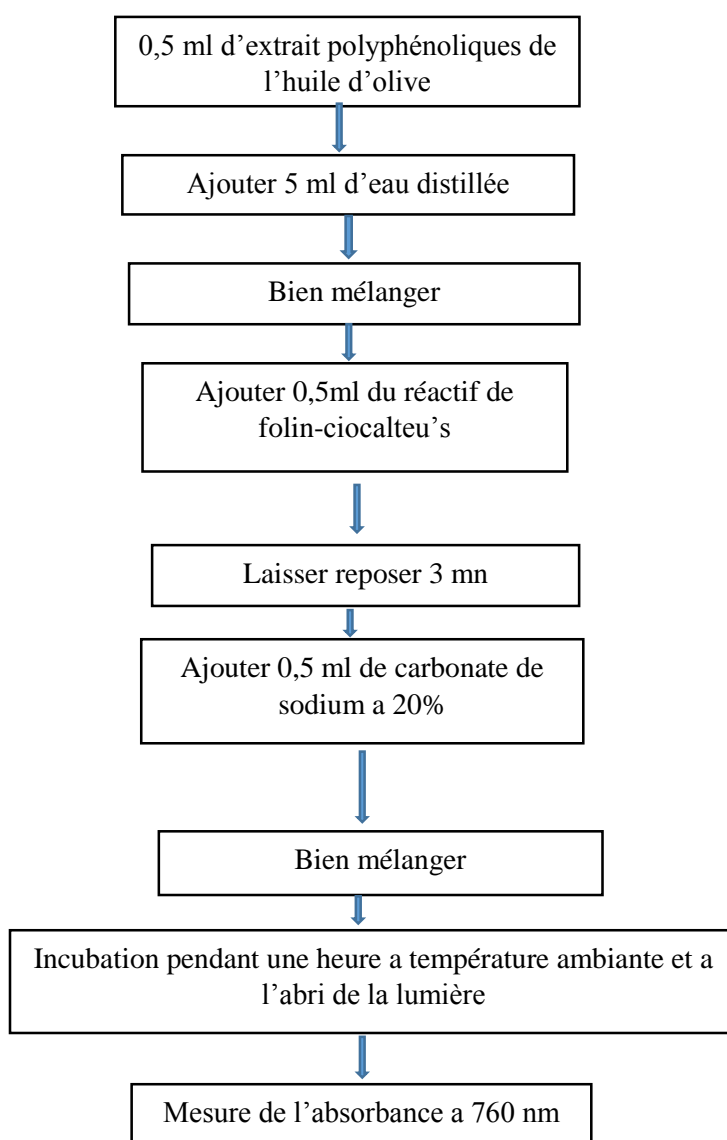 0,5 ml d’extrait polyphénoliques de
l’huile d’olive
Ajouter 5 ml d’eau distillée
Bien mélanger
Ajouter 0,5ml du réactif de
folin-ciocalteu’s
Laisser reposer 3 mn
Ajouter 0,5 ml de carbonate de
sodium a 20%
Bien mélanger
Incubation pendant une heure a température ambiante et a
l’abri de la lumière
Mesure de l’absorbance a 760 nm